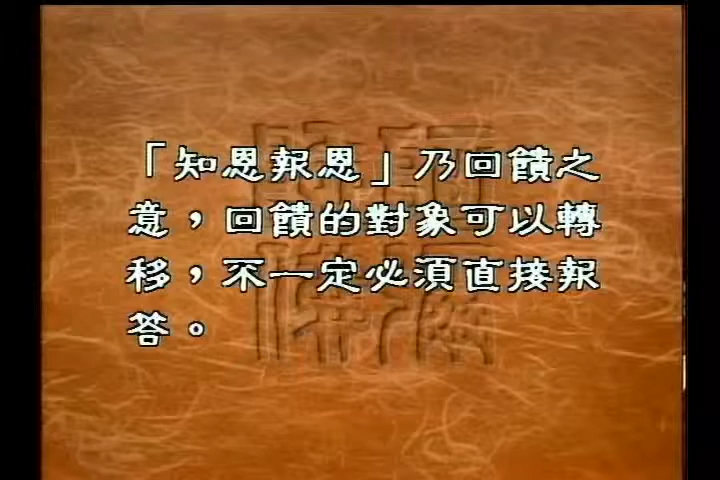 「知恩報恩」乃回饋之
意，回饋的對象可以轉
移，不一定必須直接報
答。